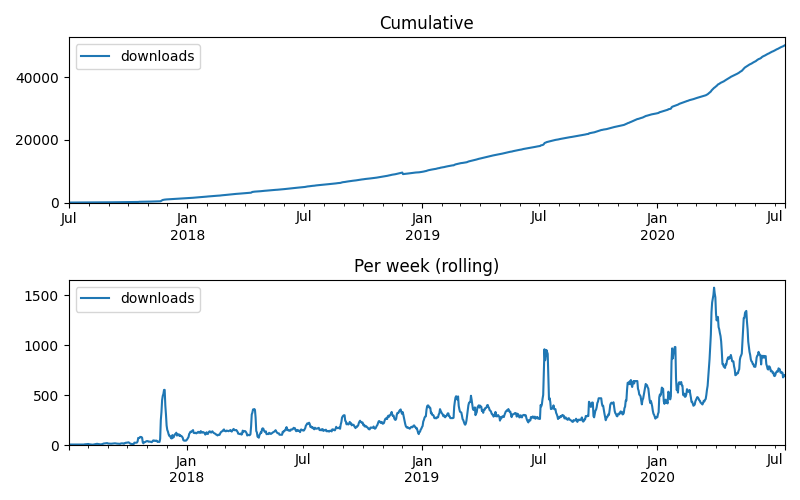 Cumulative
downloads
40000
20000
0
Jul Jan Jul Jan Jul Jan Jul
2018 2019 2020
Per week (rolling)
downloads
1500
1000
500
0
Jan Jul Jan Jul Jan Jul
2018 2019 2020